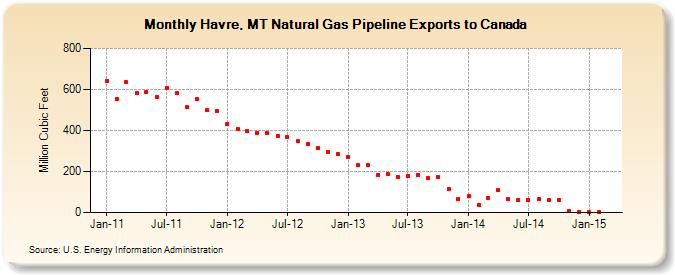 Monthly Havre, MT Natural Gas Pipeline Exports to Canada
Million Cubic Feet
800
600
400
200
0
Jan-11 Jul-11 Jan-12 Jul-12 Jan-13 Jul-13 Jan-14 Jul-14 Jan-15
Source: U.S. Energy Information Administration